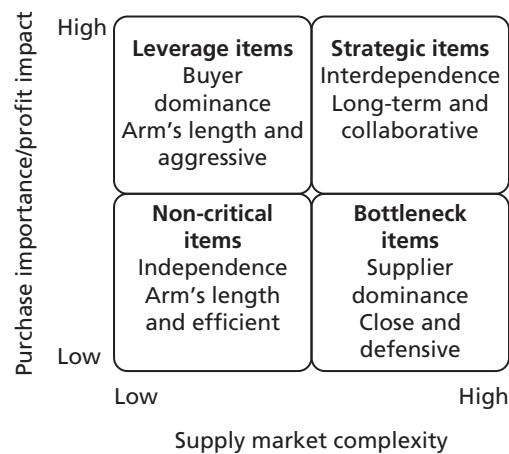 Purchase importance/profit impact
High
Leverage items
Buyer
dominance
Arm's length and
aggressive
Strategic items
Interdependence
Long-term and
collaborative
Non-critical
items
Independence
Arm's length
and efficient
Bottleneck
items
Supplier
dominance
Close and
defensive
Low
Low
High
Supply market complexity